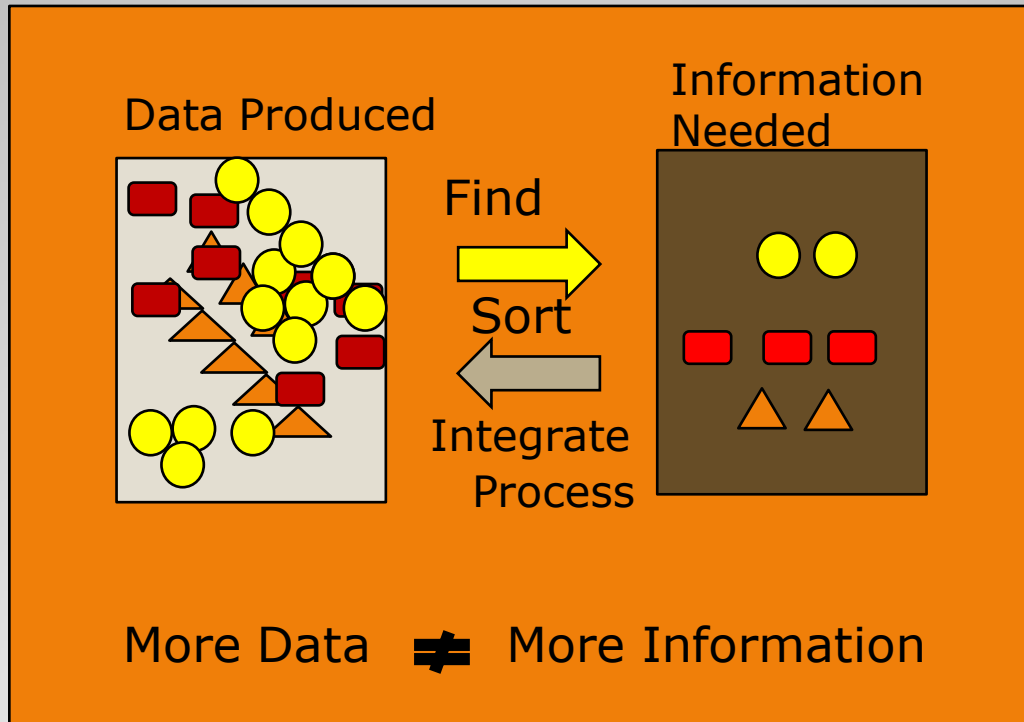 Information
Needed
Data Produced
Find
Sort
Integrate
Process
More Data ≠ More Information